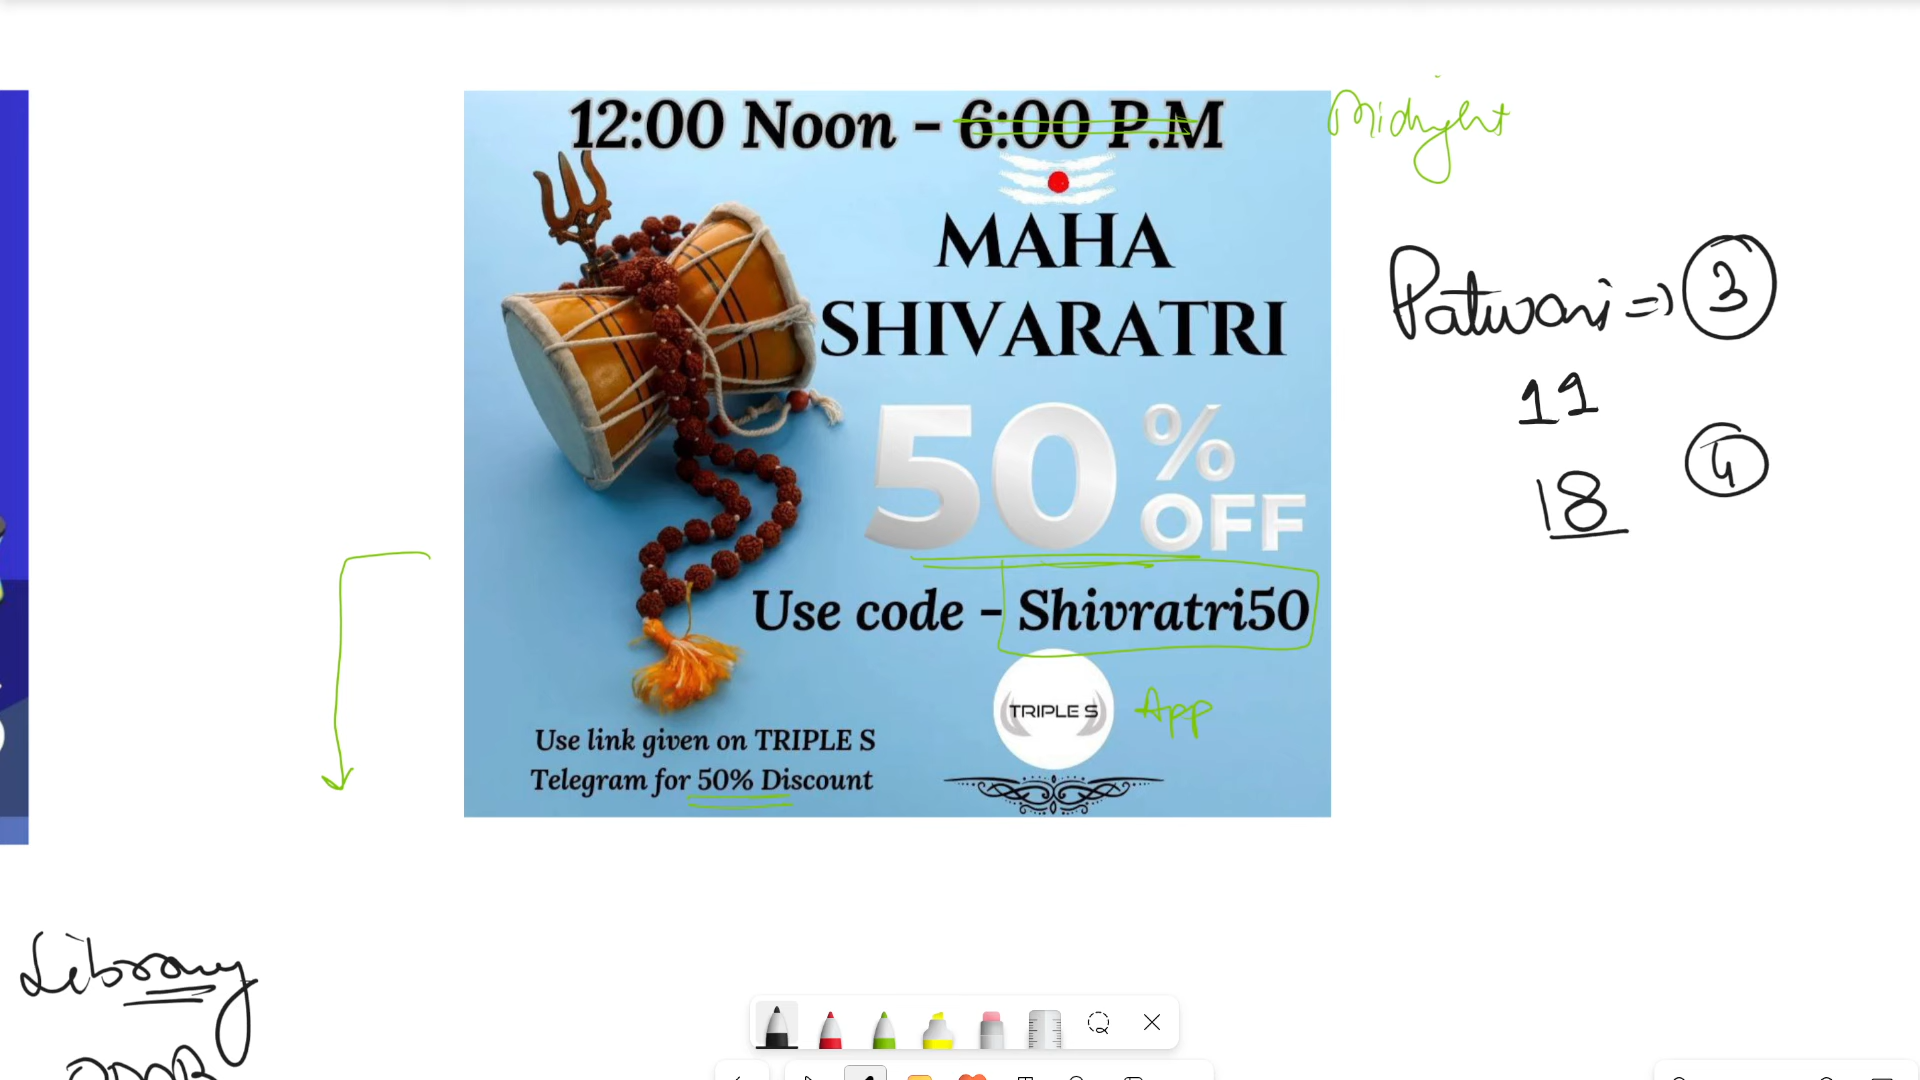 12:00 Noon - 6:00 P.M
Midnight
MAHA
SHIVARATRI
50% OFF
Use code - Shivratri50
TRIPLE S
App
Use link given on TRIPLE S
Telegram for 50% Discount
Patwari => 3
11
18
4
Library